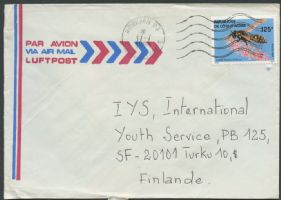 PAR AVION
VIA AIR MAIL
LUFTPOST
REPUBLIQUE
DE COTE D'IVOIRE
125F
IYS, International
Youth Service, PB 125,
SF-20101 Turku 10,
Finlande.